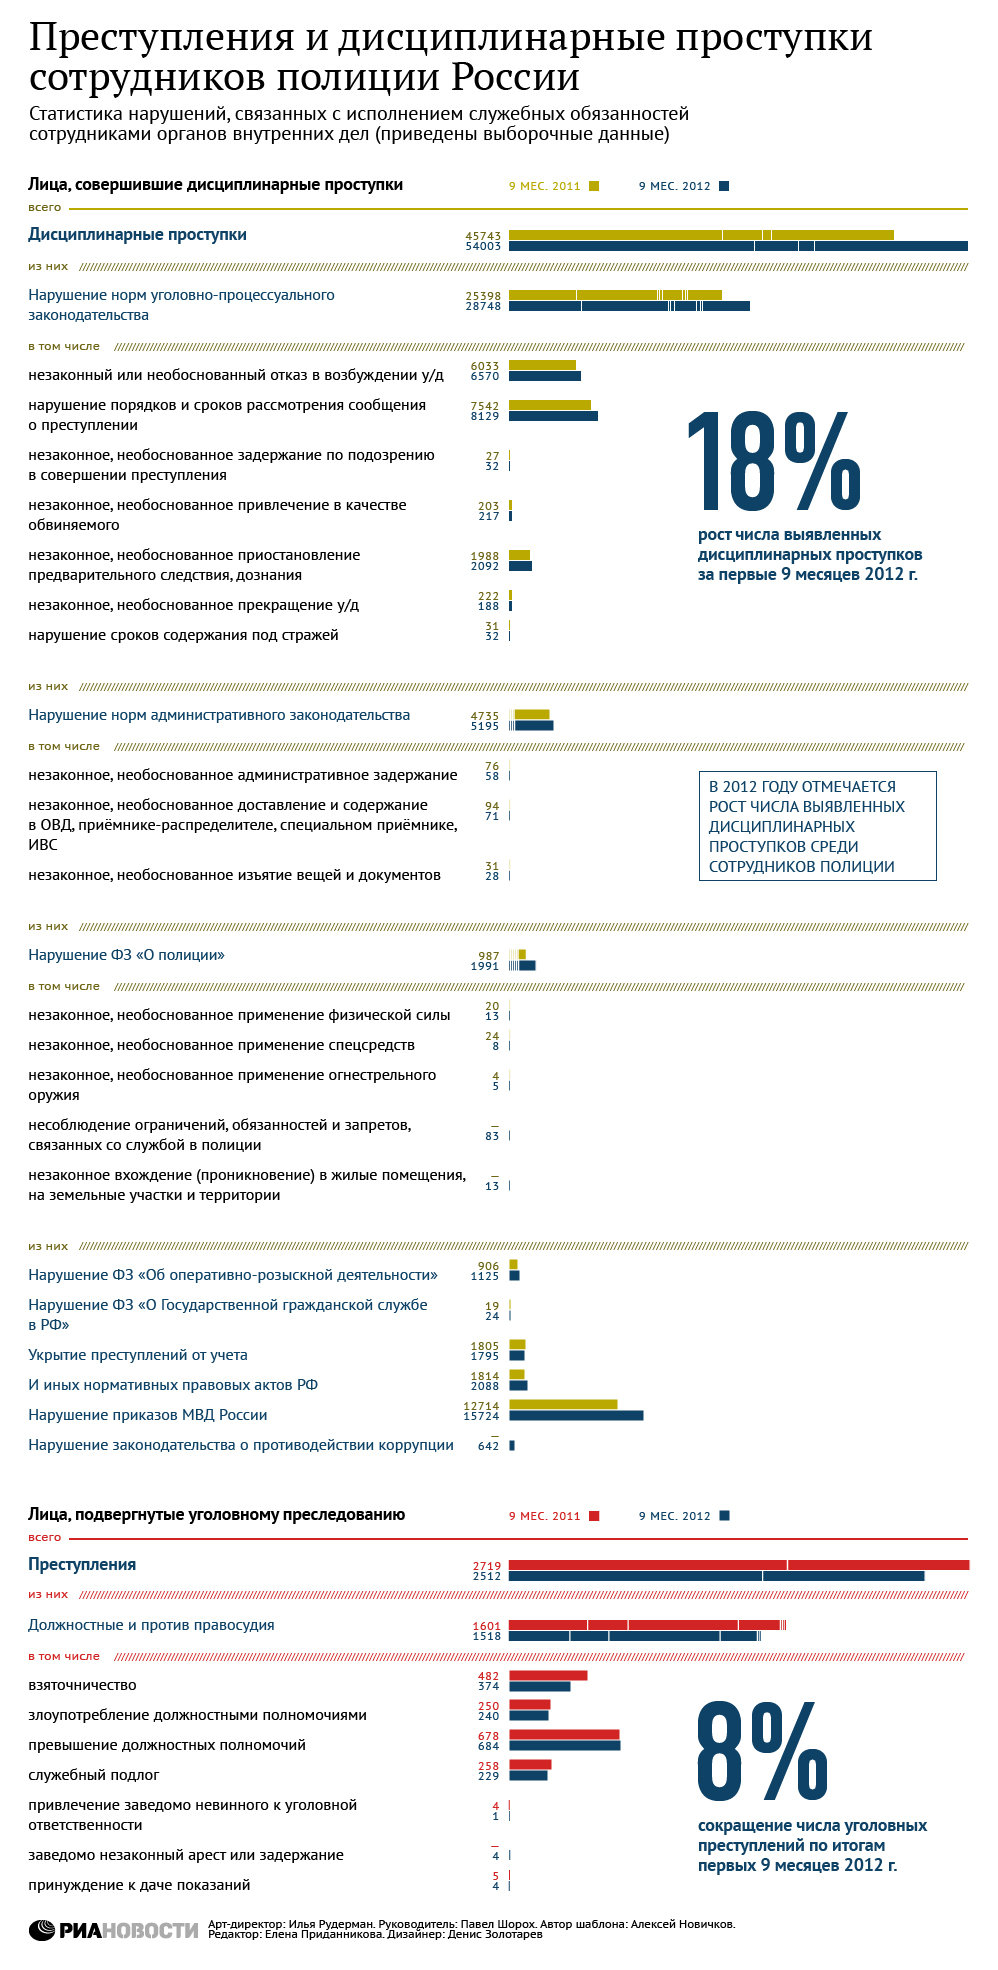 Преступления и дисциплинарные проступки
сотрудников полиции России
Статистика нарушений, связанных с исполнением служебных обязанностей
сотрудниками органов внутренних дел (приведены выборочные данные)
Лица, совершившие дисциплинарные проступки
9 МЕС. 2011 9 МЕС. 2012
всего
Дисциплинарные проступки
45743
54003
из них
Нарушение норм уголовно-процессуального
законодательства
25398
28748
в том числе
незаконный или необоснованный отказ в возбуждении у/д
6033
6570
нарушение порядков и сроков рассмотрения сообщения
о преступлении
7542
8129
незаконное, необоснованное задержание по подозрению
в совершении преступления
27
32
незаконное, необоснованное привлечение в качестве
обвиняемого
203
217
незаконное, необоснованное приостановление
предварительного следствия, дознания
1988
2092
незаконное, необоснованное прекращение у/д
222
188
нарушение сроков содержания под стражей
31
32
18%
рост числа выявленных
дисциплинарных проступков
за первые 9 месяцев 2012 г.
из них
Нарушение норм административного законодательства
4735
5195
в том числе
незаконное, необоснованное административное задержание
76
58
незаконное, необоснованное доставление и содержание
в ОВД, приёмнике-распределителе, специальном приёмнике,
ИВС
94
71
незаконное, необоснованное изъятие вещей и документов
31
28
В 2012 ГОДУ ОТМЕЧАЕТСЯ
РОСТ ЧИСЛА ВЫЯВЛЕННЫХ
ДИСЦИПЛИНАРНЫХ
ПРОСТУПКОВ СРЕДИ
СОТРУДНИКОВ ПОЛИЦИИ
из них
Нарушение ФЗ «О полиции»
987
1991
в том числе
незаконное, необоснованное применение физической силы
20
13
незаконное, необоснованное применение спецсредств
24
8
незаконное, необоснованное применение огнестрельного
оружия
4
5
несоблюдение ограничений, обязанностей и запретов,
связанных со службой в полиции
—
83
незаконное вхождение (проникновение) в жилые помещения,
на земельные участки и территории
—
13
из них
Нарушение ФЗ «Об оперативно-розыскной деятельности»
906
1125
Нарушение ФЗ «О Государственной гражданской службе
в РФ»
19
24
Укрытие преступлений от учета
1805
1795
И иных нормативных правовых актов РФ
1814
2088
Нарушение приказов МВД России
12714
15724
Нарушение законодательства о противодействии коррупции
—
642
Лица, подвергнутые уголовному преследованию
9 МЕС. 2011 9 МЕС. 2012
всего
Преступления
2719
2512
из них
Должностные и против правосудия
1601
1518
в том числе
взяточничество
482
374
злоупотребление должностными полномочиями
250
240
превышение должностных полномочий
678
684
служебный подлог
258
229
привлечение заведомо невинного к уголовной
ответственности
4
1
заведомо незаконный арест или задержание
—
4
принуждение к даче показаний
5
4
8%
сокращение числа уголовных
преступлений по итогам
первых 9 месяцев 2012 г.
РИАНОВОСТИ
Арт-директор: Илья Рудерман. Руководитель: Павел Шорох. Автор шаблона: Алексей Новичков.
Редактор: Елена Приданникова. Дизайнер: Денис Золотарев